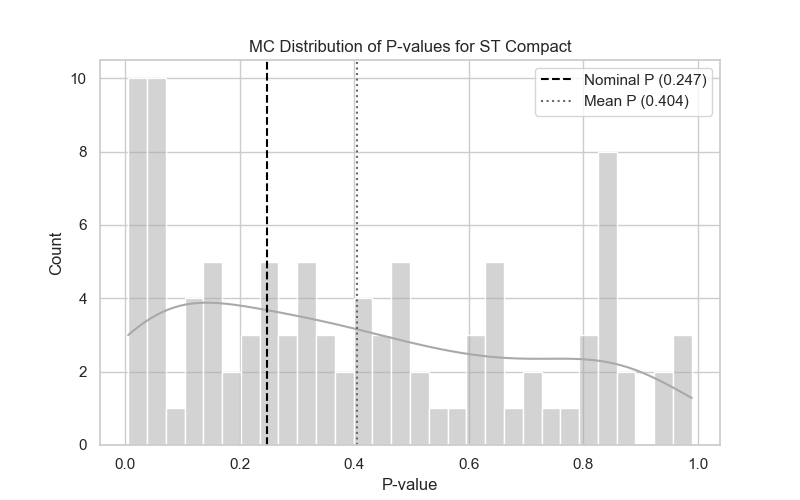 MC Distribution of P-values for ST Compact
Nominal P (0.247)
Mean P (0.404)
Count
10
8
6
4
2
0
0.0 0.2 0.4 0.6 0.8 1.0
P-value